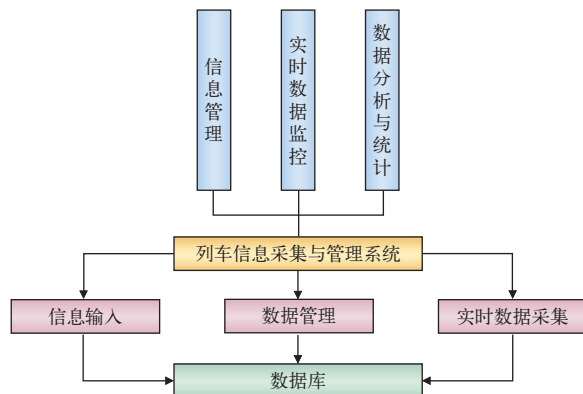 信息管理
实时数据监控
数据分析与统计
列车信息采集与管理系统
信息输入
数据管理
实时数据采集
数据库